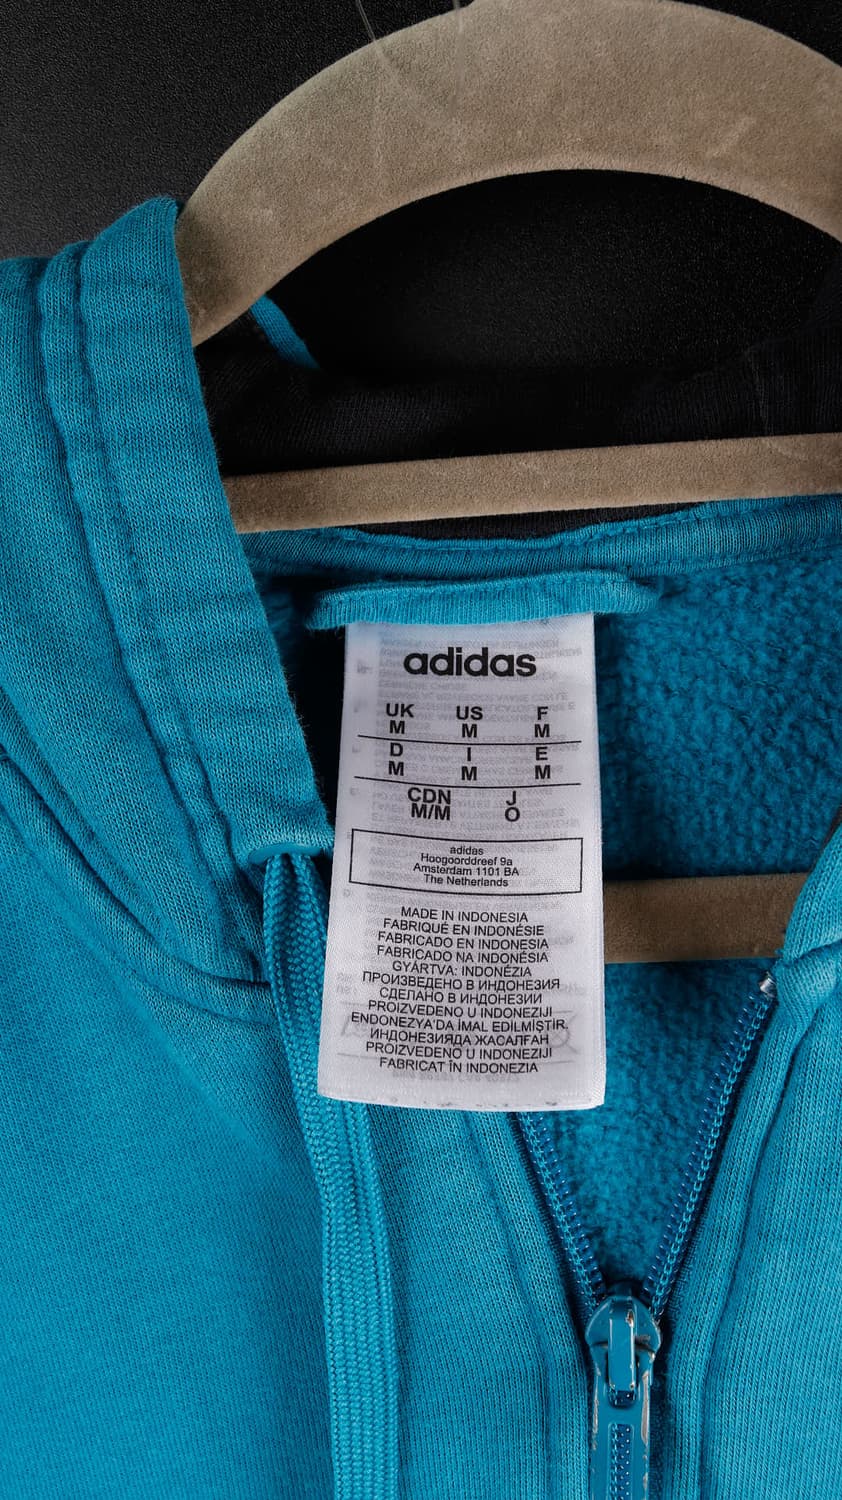 adidas
UK US F
M M M
D I E
M M M
CDN J
M/M O
adidas
Hoogoorddreef 9a
Amsterdam 1101 BA
The Netherlands
MADE IN INDONESIA
FABRIQUÉ EN INDONÉSIE
FABRICADO EN INDONESIA
FABRICADO NA INDONÉSIA
GYÁRTVA: INDONÉZIA
ПРОИЗВЕДЕНО В ИНДОНЕЗИЯ
СДЕЛАНО В ИНДОНЕЗИИ
PROIZVEDENO U INDONEZIJI
ENDONEZYA'DA İMAL EDİLMİŞTİR.
ИНДОНЕЗИЯДА ЖАСАЛҒАН
PROIZVEDENO U INDONEZIJI
FABRICAT ÎN INDONEZIA